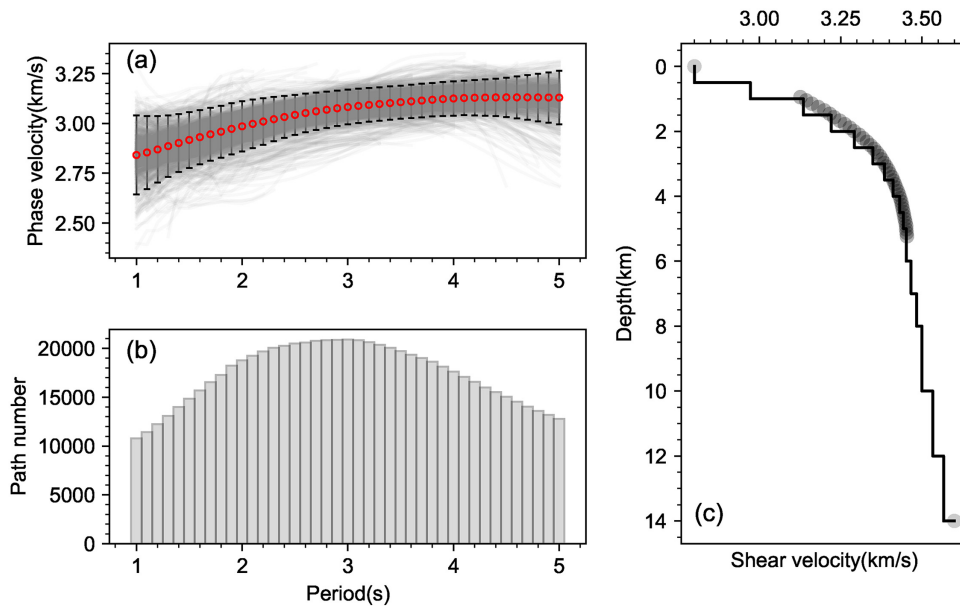 (a)
3.25
3.00
2.75
2.50
Phase velocity(km/s)
1 2 3 4 5
(b)
20000
15000
10000
5000
0
Path number
1 2 3 4 5
Period(s)
3.00 3.25 3.50
0
2
4
6
8
10
12
14
Depth(km)
(c)
Shear velocity(km/s)